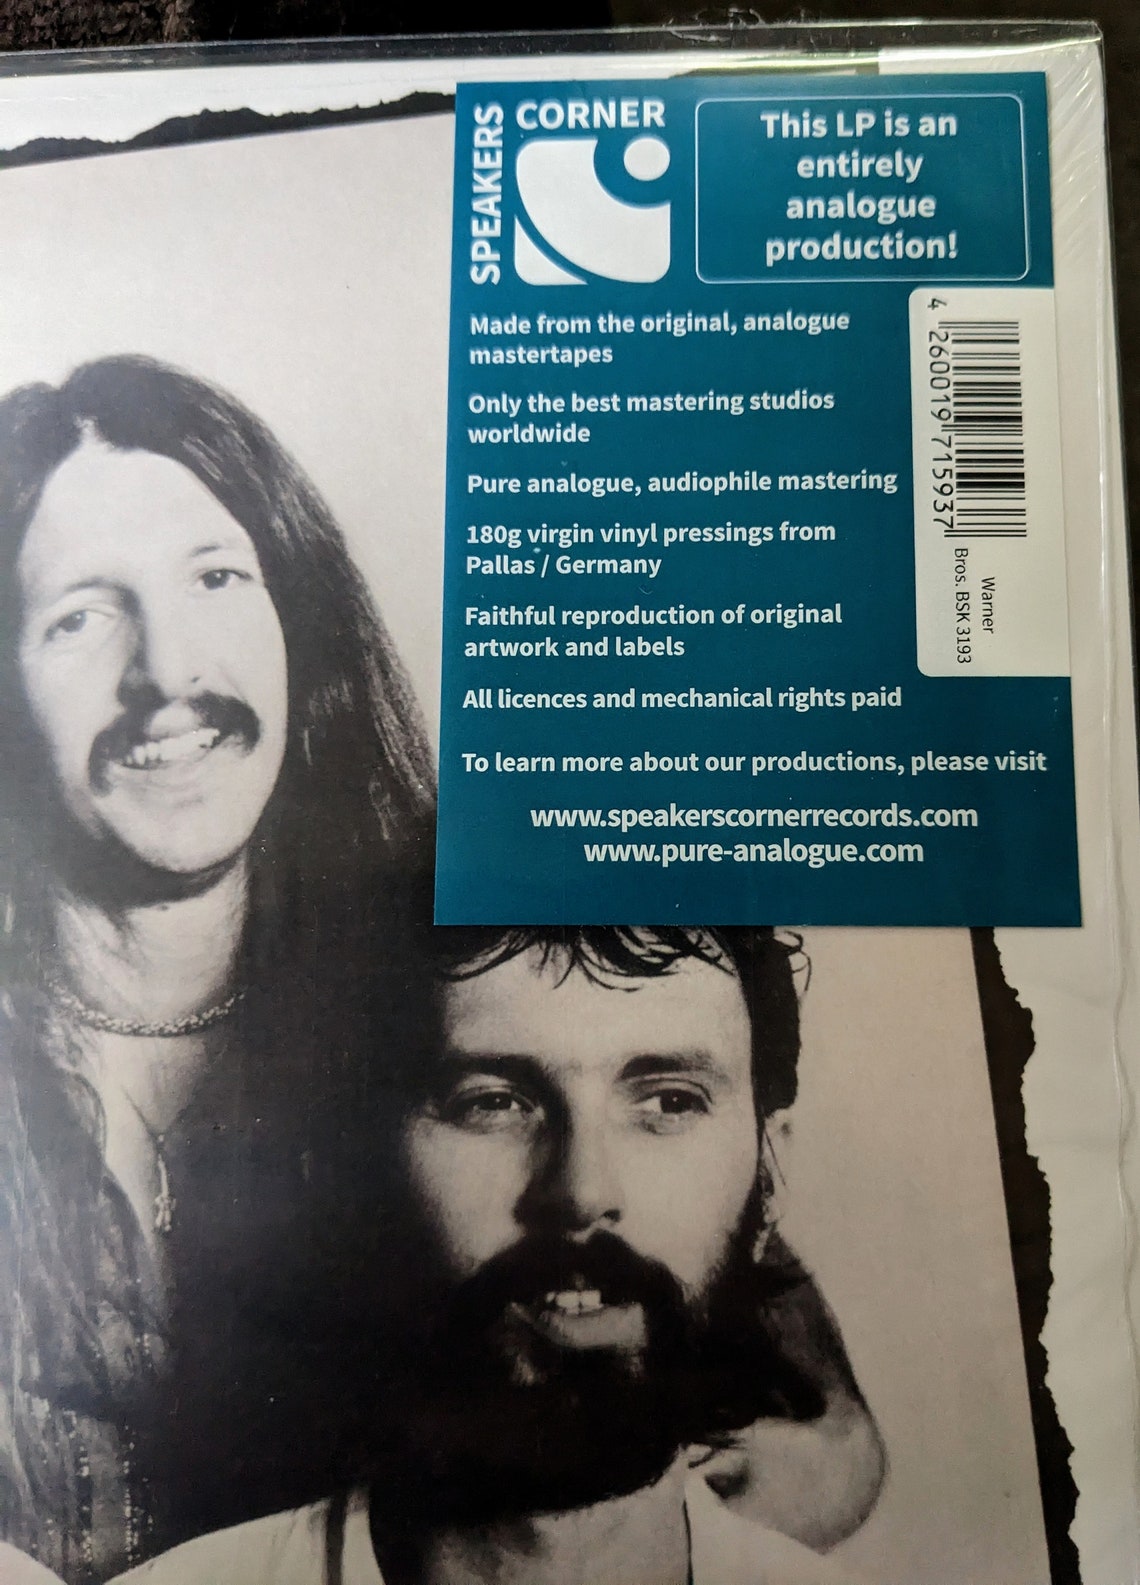 SPEAKERS
CORNER
This LP is an
entirely
analogue
production!
Made from the original, analogue
mastertapes
Only the best mastering studios
worldwide
Pure analogue, audiophile mastering
180g virgin vinyl pressings from
Pallas / Germany
Faithful reproduction of original
artwork and labels
All licences and mechanical rights paid
4 260019 715937
Warner
Bros. BSK 3193
To learn more about our productions, please visit
www.speakerscornerrecords.com
www.pure-analogue.com